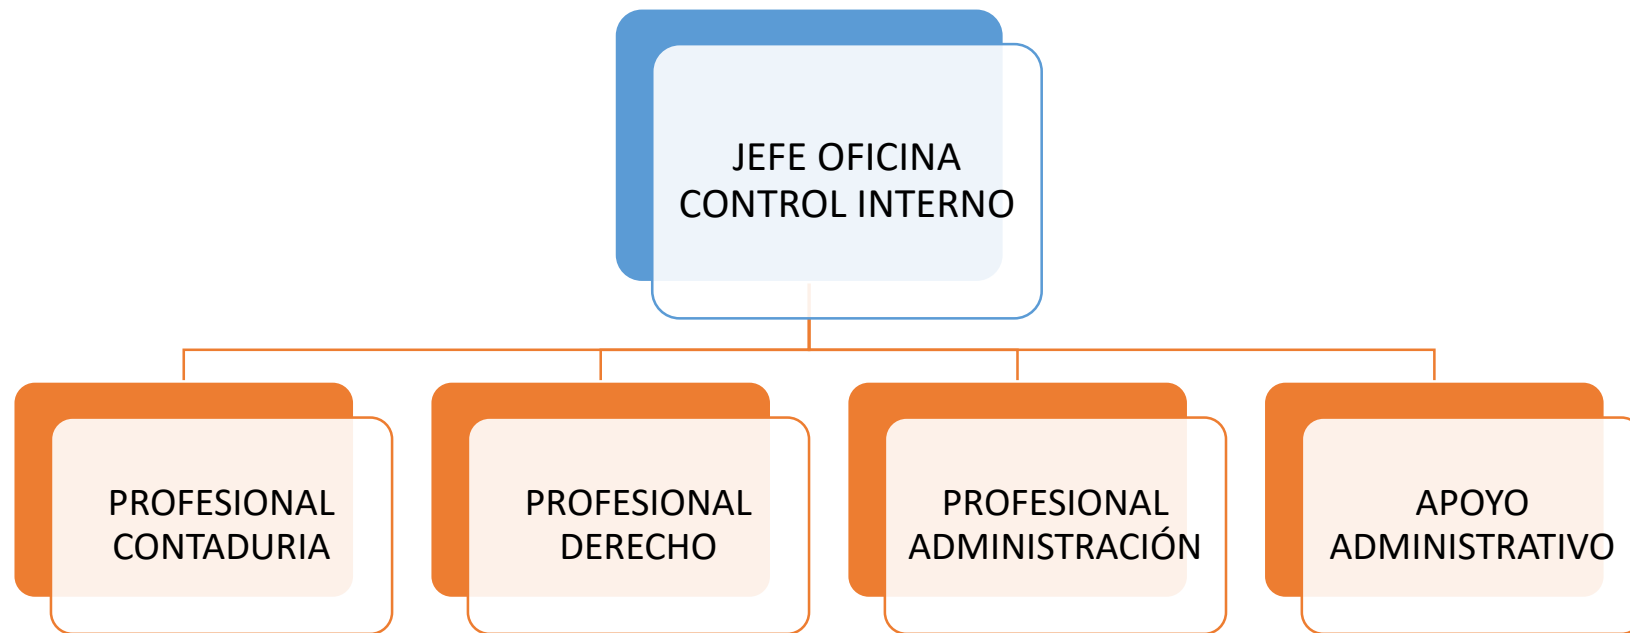 JEFE OFICINA
CONTROL INTERNO
PROFESIONAL
CONTADURIA
PROFESIONAL
DERECHO
PROFESIONAL
ADMINISTRACIÓN
APOYO
ADMINISTRATIVO